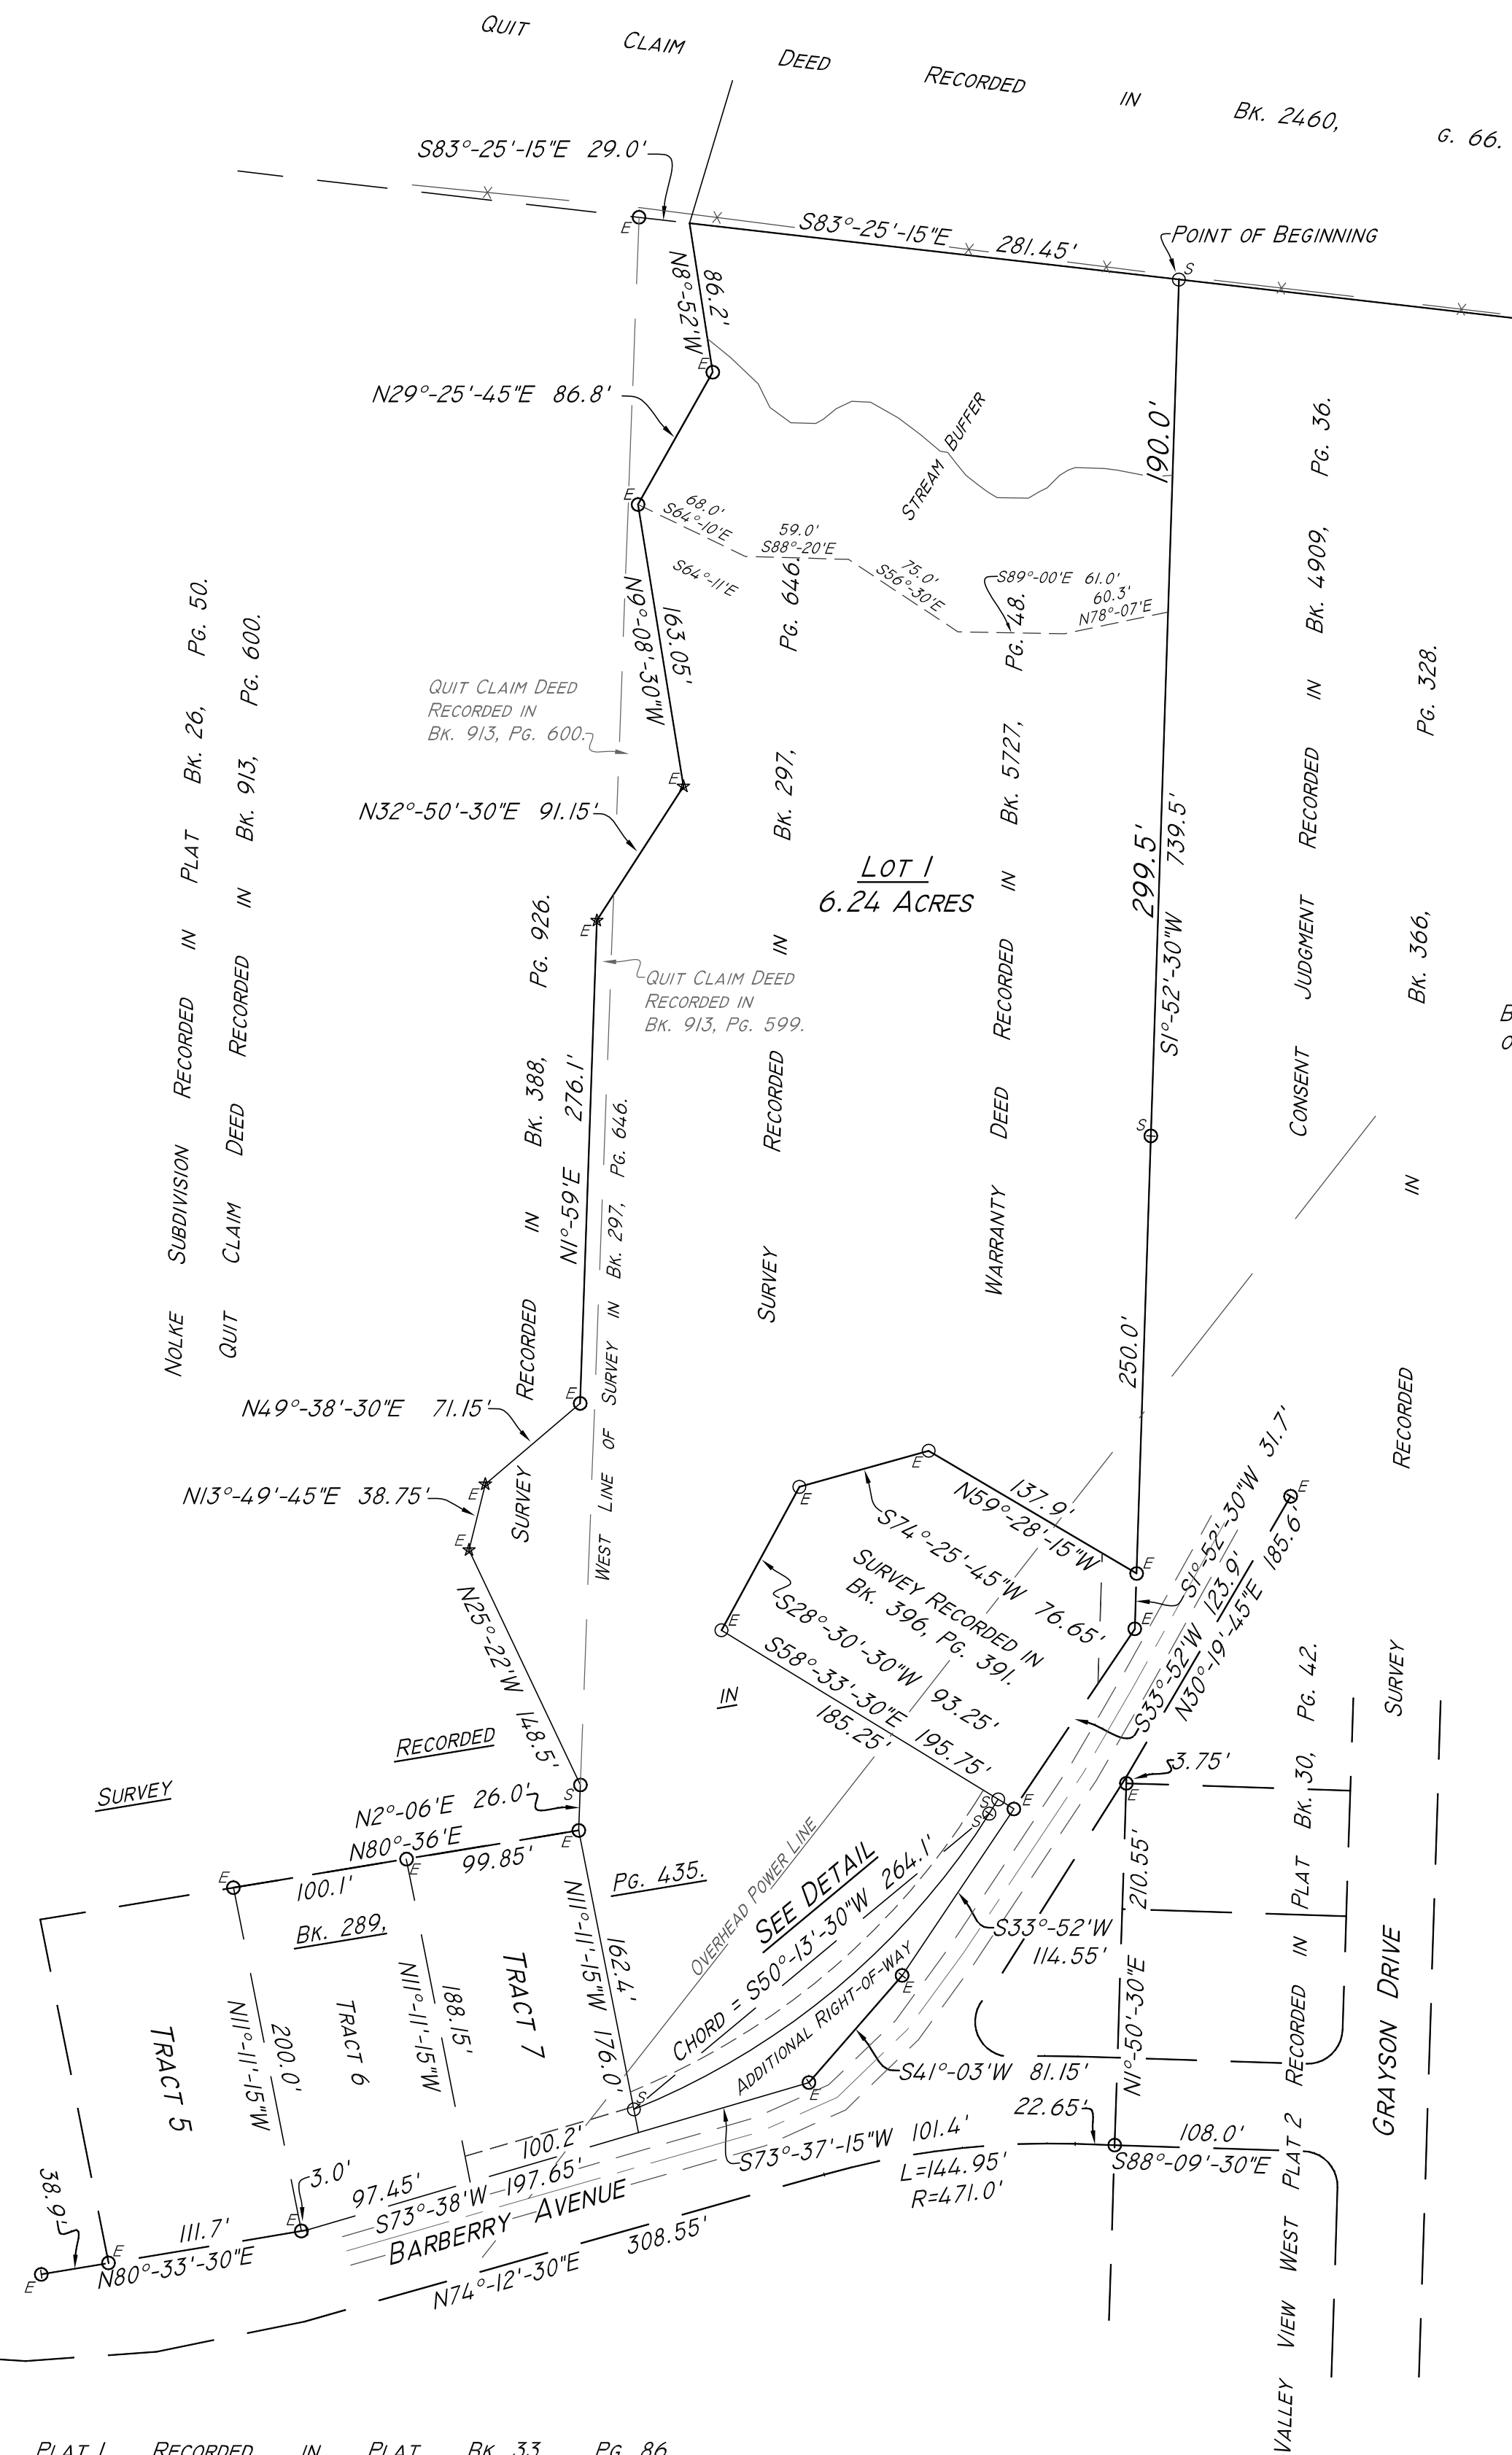 QUIT CLAIM DEED RECORDED IN BK. 2460, G. 66.
S83°-25'-15"E 29.0'
S83°-25'-15"E 281.45'
POINT OF BEGINNING
S
E
N8°-52'W
86.2'
E
N29°-25'-45"E 86.8'
E
STREAM BUFFER
190.0'
68.0'
S64°-10'E
59.0'
S88°-20'E
S64°-11'E
75.0'
S56°-30'E
S89°-00'E 61.0'
60.3'
N78°-07'E
N9°-08'-30"W
163.05'
QUIT CLAIM DEED
RECORDED IN
BK. 913, PG. 600.
E
N32°-50'-30"E 91.15'
E
LOT 1
6.24 ACRES
299.5'
739.5'
S1°-52'-30"W
QUIT CLAIM DEED
RECORDED IN
BK. 913, PG. 599.
NOLKE SUBDIVISION RECORDED IN PLAT BK. 26, PG. 50.
QUIT CLAIM DEED RECORDED IN BK. 913, PG. 600.
SURVEY RECORDED IN BK. 388, PG. 926.
N1°-59'E 276.1'
WEST LINE OF SURVEY IN BK. 297, PG. 646.
SURVEY RECORDED IN BK. 297, PG. 646.
WARRANTY DEED RECORDED IN BK. 5727, PG. 48.
CONSENT JUDGMENT RECORDED IN BK. 4909, PG. 36.
SURVEY RECORDED IN BK. 366, PG. 328.
B
O
S
250.0'
E
N49°-38'-30"E 71.15'
E
N13°-49'-45"E 38.75'
E
N25°-22'W 148.5'
E
E
137.9'
N59°-28'-15"W
S74°-25'-45"W 76.65'
SURVEY RECORDED IN
BK. 396, PG. 391.
S28°-30'-30"W 93.25'
E
S58°-33'-30"E 195.75'
185.25'
E
S1°-52'-30"W 31.7'
E
E
S33°-52'W 123.9'
N30°-19'-45"E 185.6'
SURVEY RECORDED IN
BK. 289, PG. 435.
S
N2°-06'E 26.0'
E
N80°-36'E
99.85'
100.1'
E
E
S
S
E
3.75'
E
OVERHEAD POWER LINE
SEE DETAIL
CHORD = S50°-13'-30"W 264.1'
ADDITIONAL RIGHT-OF-WAY
S33°-52'W
114.55'
E
210.55'
N1°-50'-30"E
VALLEY VIEW WEST PLAT 2 RECORDED IN PLAT BK. 30, PG. 42.
GRAYSON DRIVE
162.4'
N11°-11'-15"W 176.0'
TRACT 7
188.15'
N11°-11'-15"W
TRACT 6
200.0'
N11°-11'-15"W
TRACT 5
S
S41°-03'W 81.15'
E
22.65'
108.0'
S88°-09'-30"E
S73°-37'-15"W 101.4'
L=144.95'
R=471.0'
100.2'
S73°-38'W 197.65'
97.45'
3.0'
E
BARBERRY AVENUE
308.55'
N74°-12'-30"E
111.7'
N80°-33'-30"E
38.9'
E
E
PLAT 1 RECORDED IN PLAT BK. 33, PG. 86